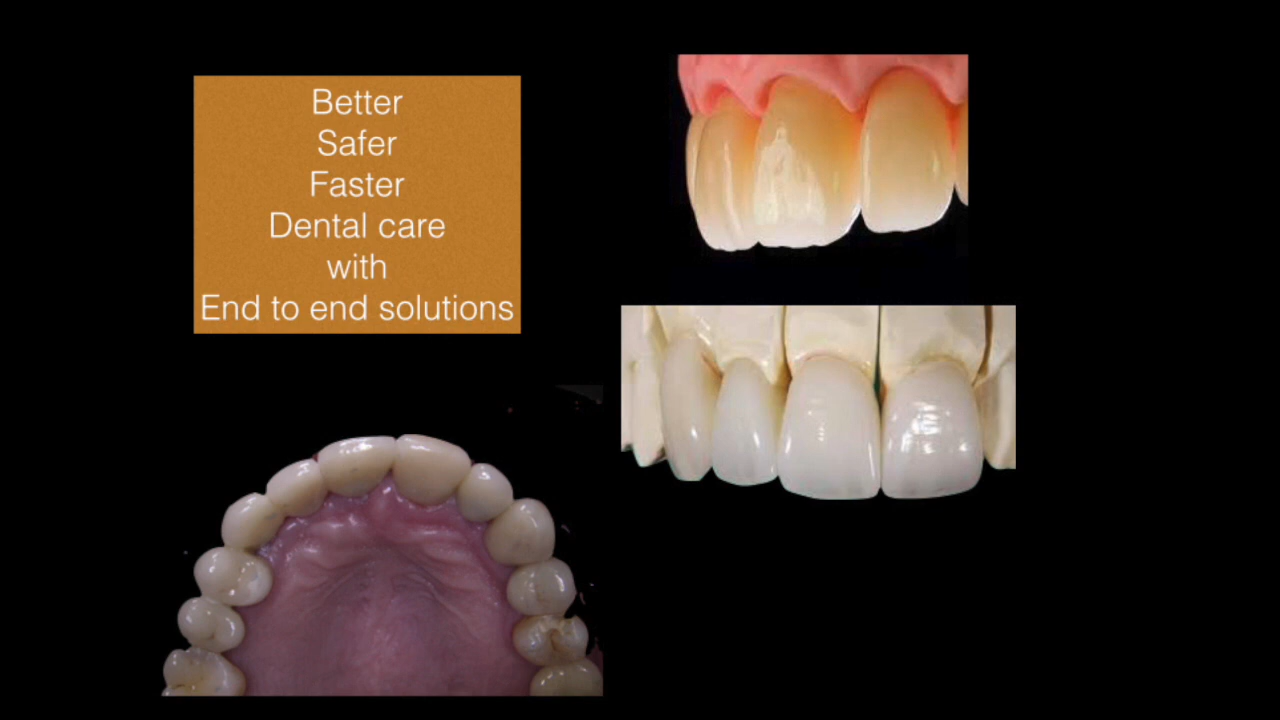 Better
Safer
Faster
Dental care
with
End to end solutions